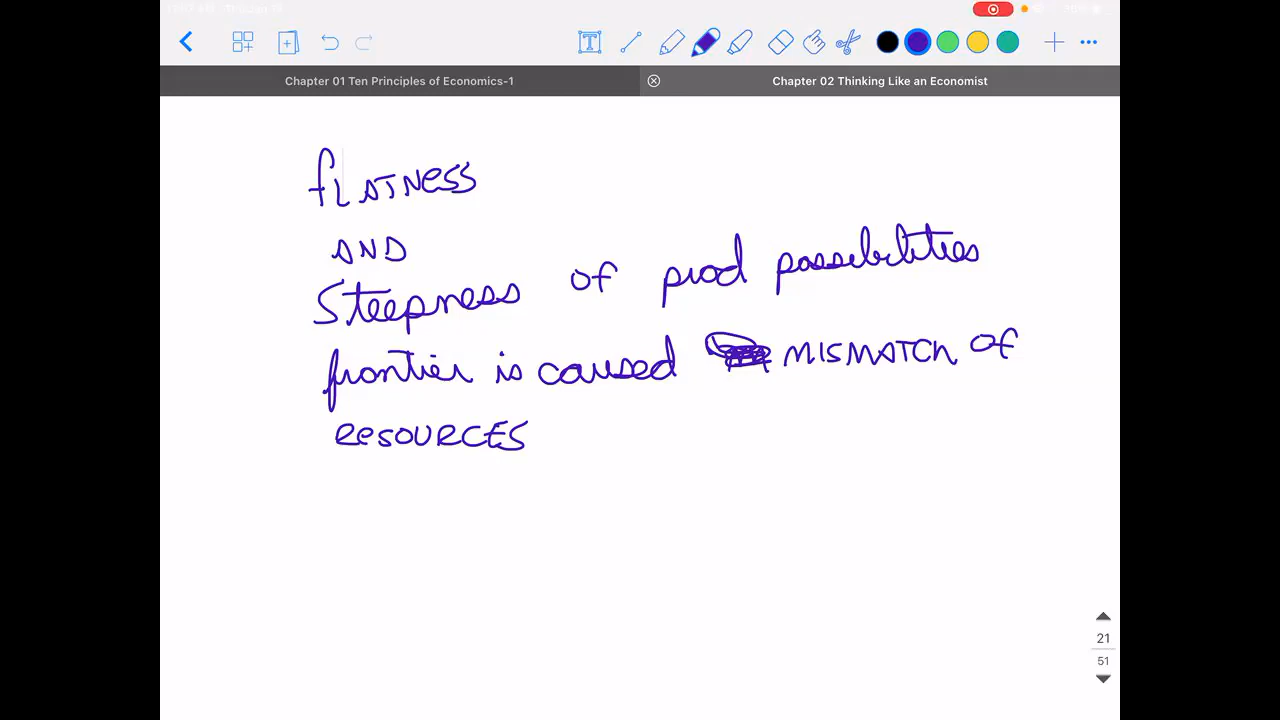 Chapter 01 Ten Principles of Economics-1
Chapter 02 Thinking Like an Economist
fLATNESS
AND
Steepness of prod possibilities
frontier is caused MISMATCH of
RESOURCES
21
51